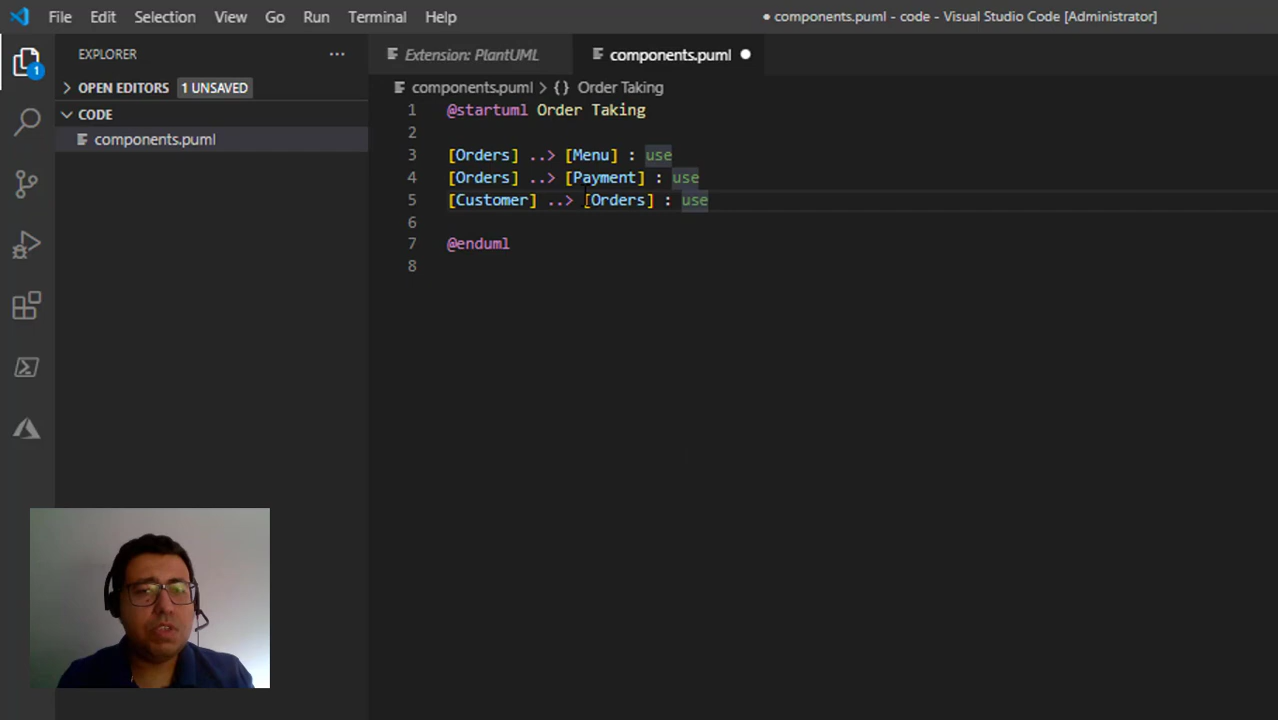 File Edit Selection View Go Run Terminal Help
● components.puml - code - Visual Studio Code [Administrator]
EXPLORER ···
Extension: PlantUML
components.puml ●
1
OPEN EDITORS 1 UNSAVED
CODE
components.puml
components.puml > {} Order Taking
1 @startuml Order Taking
2
3 [Orders] ..> [Menu] : use
4 [Orders] ..> [Payment] : use
5 [Customer] ..> [Orders] : use
6
7 @enduml
8